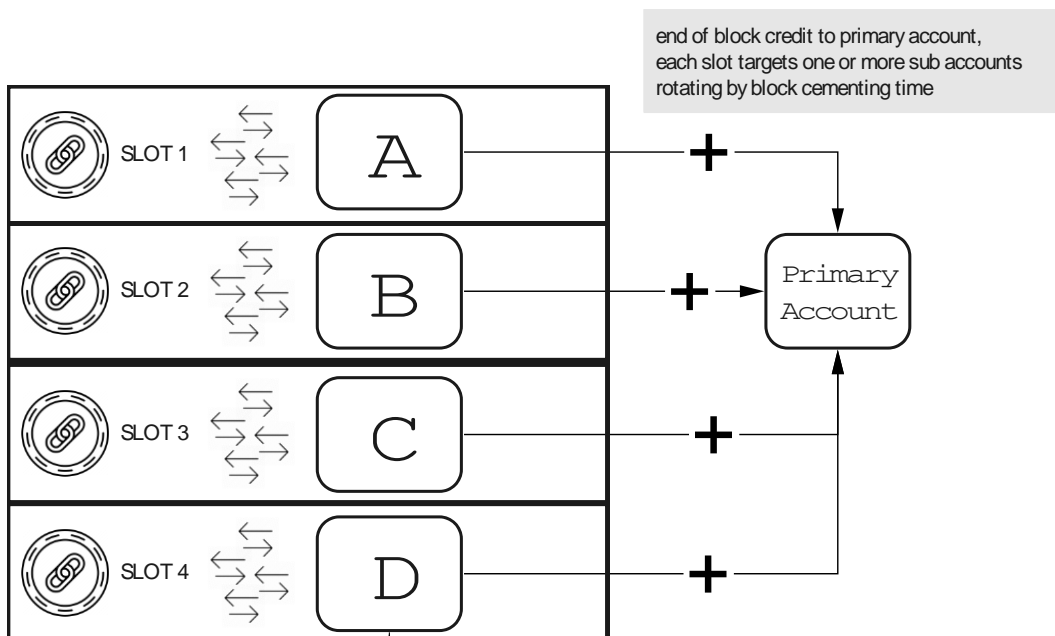 end of block credit to primary account,
each slot targets one or more sub accounts
rotating by block cementing time
SLOT 1
A
SLOT 2
B
SLOT 3
C
SLOT 4
D
Primary
Account